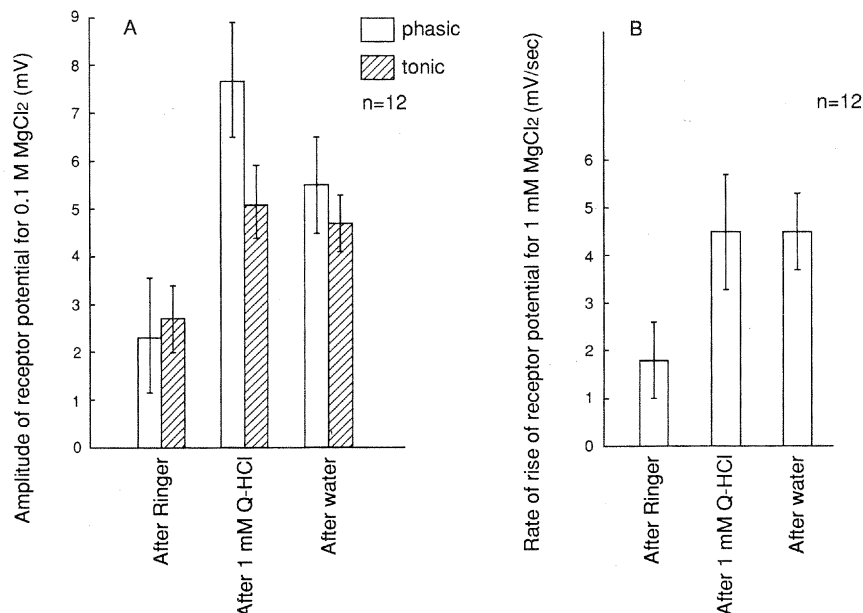 A
phasic
tonic
n=12
Amplitude of receptor potential for 0.1 M MgCl2 (mV)
9
8
7
6
5
4
3
2
1
0
After Ringer
After 1 mM Q-HCl
After water
B
n=12
Rate of rise of receptor potential for 1 mM MgCl2 (mV/sec)
6
5
4
3
2
1
0
After Ringer
After 1 mM Q-HCl
After water